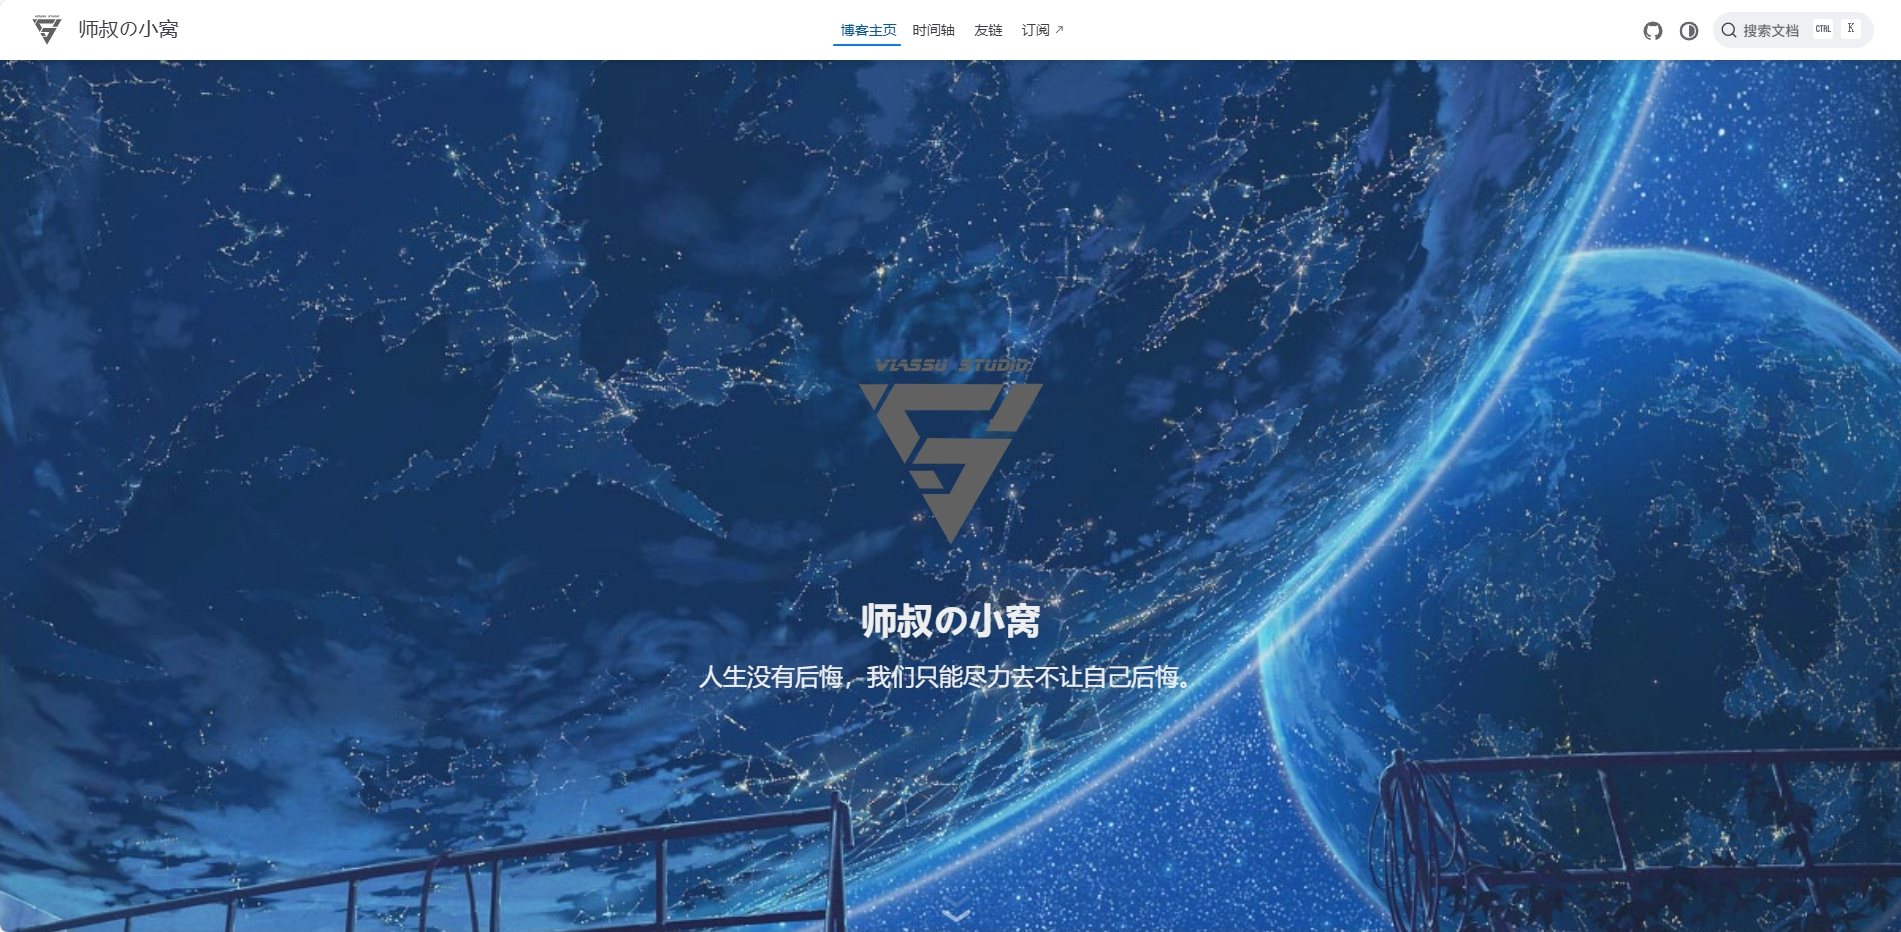 师叔の小窝
博客主页 时间轴 友链 订阅
搜索文档 CTRL K
VLASSU STUDIO
师叔の小窝
人生没有后悔，我们只能尽力去不让自己后悔。